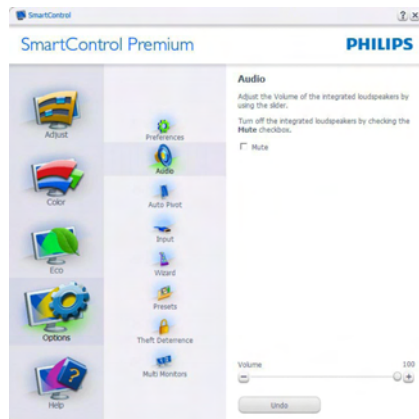 SmartControl
SmartControl Premium
PHILIPS
Adjust
Color
Eco
Options
Help
Preferences
Audio
Auto Pivot
Input
Wizard
Presets
Theft Deterrence
Multi Monitors
Audio
Adjust the Volume of the integrated loudspeakers by
using the slider.
Turn off the integrated loudspeakers by checking the
Mute checkbox.
Mute
Volume 100
Undo